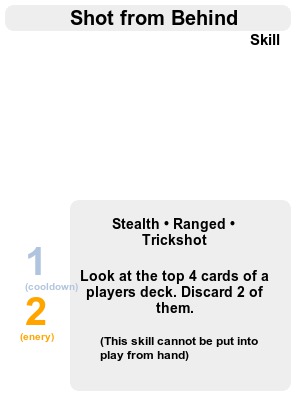 Shot from Behind
Skill
Stealth • Ranged •
Trickshot
1
(cooldown)
Look at the top 4 cards of a
players deck. Discard 2 of
them.
2
(enery)
(This skill cannot be put into
play from hand)